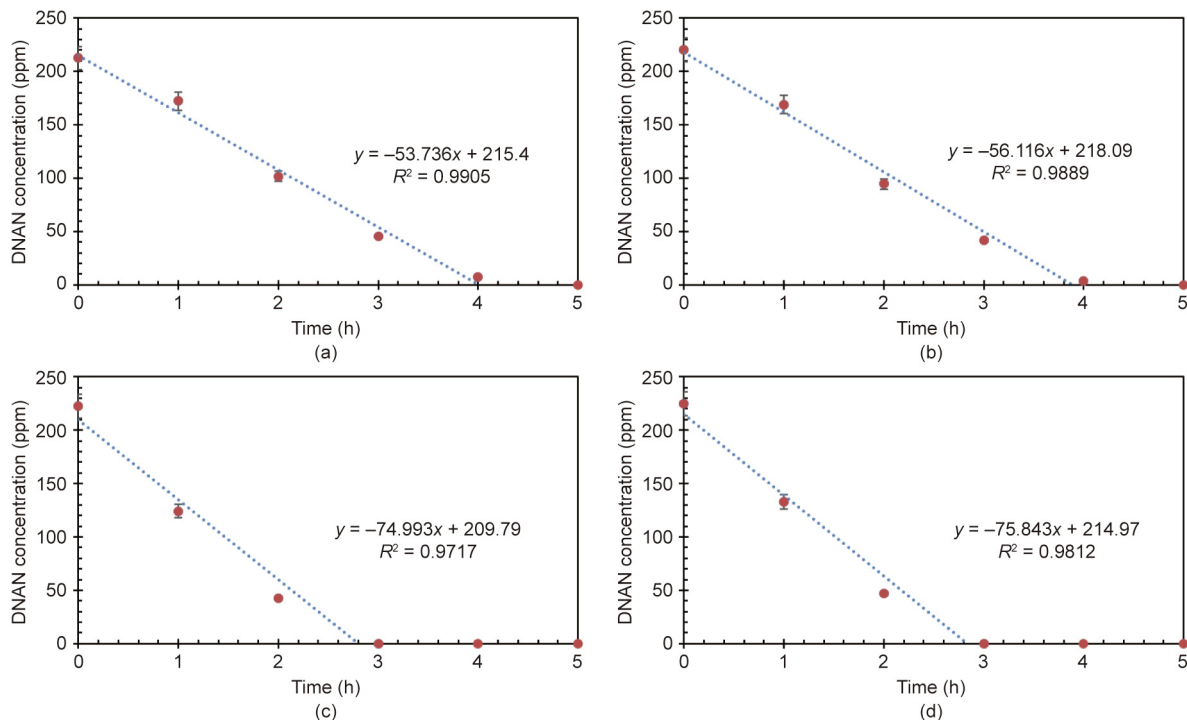 250
200
150
100
50
0
DNAN concentration (ppm)
y = –53.736x + 215.4
R² = 0.9905
0 1 2 3 4 5
Time (h)
(a)
250
200
150
100
50
0
DNAN concentration (ppm)
y = –56.116x + 218.09
R² = 0.9889
0 1 2 3 4 5
Time (h)
(b)
250
200
150
100
50
0
DNAN concentration (ppm)
y = –74.993x + 209.79
R² = 0.9717
0 1 2 3 4 5
Time (h)
(c)
250
200
150
100
50
0
DNAN concentration (ppm)
y = –75.843x + 214.97
R² = 0.9812
0 1 2 3 4 5
Time (h)
(d)